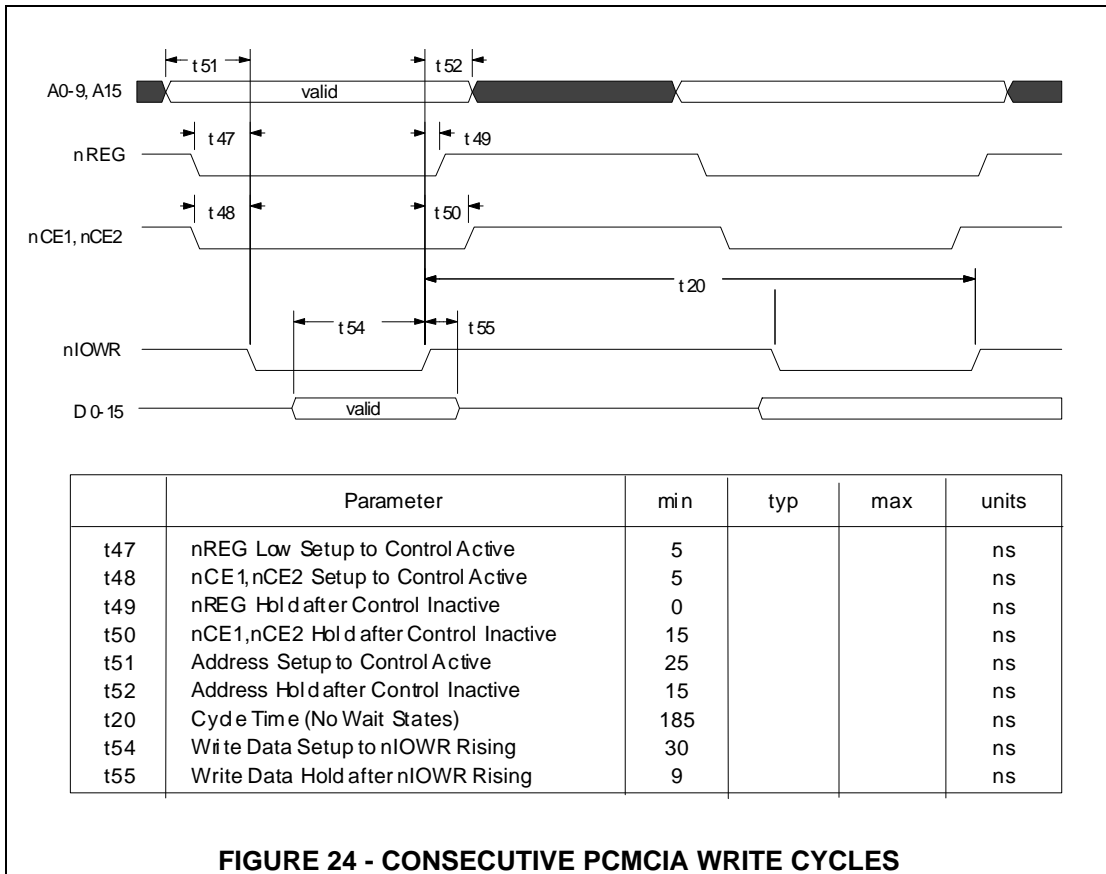 t51
t52
A0-9, A15
valid
t47
t49
nREG
t48
t50
nCE1, nCE2
t20
t54
t55
nIOWR
D0-15
valid
Parameter min typ max units
t47 nREG Low Setup to Control Active 5 ns
t48 nCE1,nCE2 Setup to Control Active 5 ns
t49 nREG Hold after Control Inactive 0 ns
t50 nCE1,nCE2 Hold after Control Inactive 15 ns
t51 Address Setup to Control Active 25 ns
t52 Address Hold after Control Inactive 15 ns
t20 Cycle Time (No Wait States) 185 ns
t54 Write Data Setup to nIOWR Rising 30 ns
t55 Write Data Hold after nIOWR Rising 9 ns
FIGURE 24 - CONSECUTIVE PCMCIA WRITE CYCLES